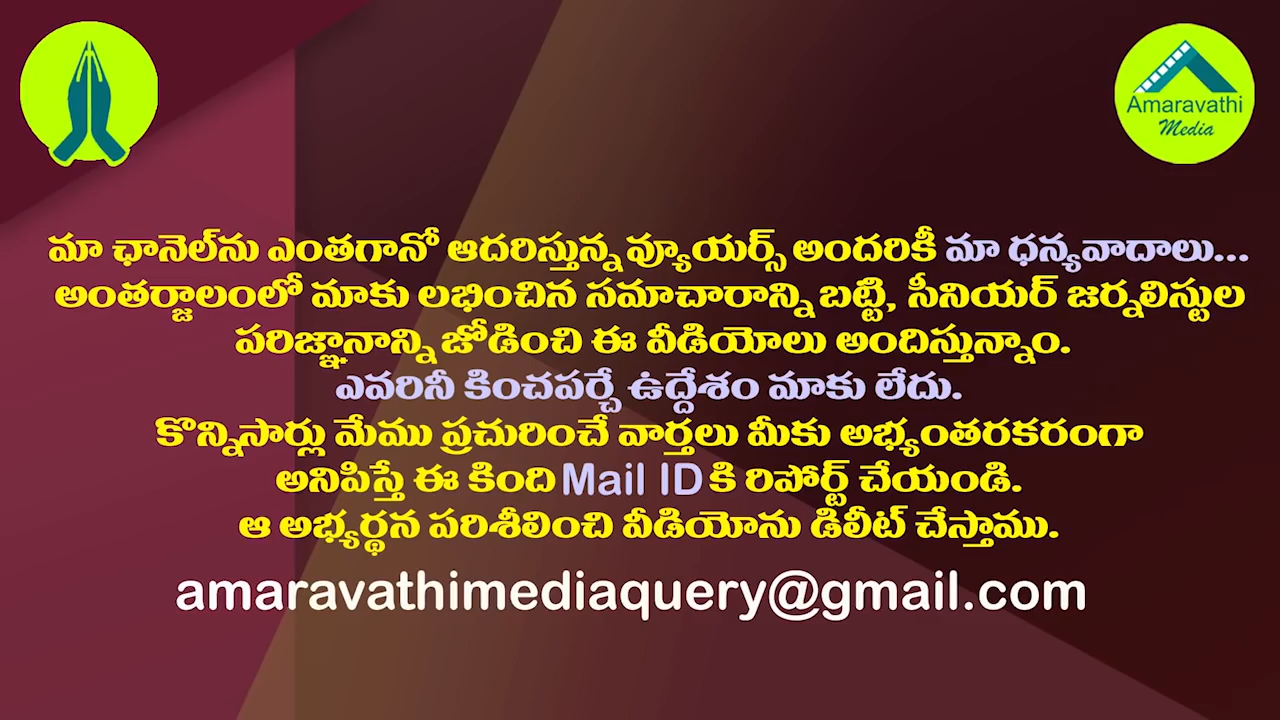 Amaravathi
Media
మా ఛానెల్‌ను ఎంతగానో ఆదరిస్తున్న వ్యూయర్స్ అందరికీ మా ధన్యవాదాలు...
అంతర్జాలంలో మాకు లభించిన సమాచారాన్ని బట్టి, సీనియర్ జర్నలిస్టుల
పరిజ్ఞానాన్ని జోడించి ఈ వీడియోలు అందిస్తున్నాం.
ఎవరినీ కించపర్చే ఉద్దేశం మాకు లేదు.
కొన్నిసార్లు మేము ప్రచురించే వార్తలు మీకు అభ్యంతరకరంగా
అనిపిస్తే ఈ కింది Mail ID కి రిపోర్ట్ చేయండి.
ఆ అభ్యర్థన పరిశీలించి వీడియోను డిలీట్ చేస్తాము.
amaravathimediaquery@gmail.com